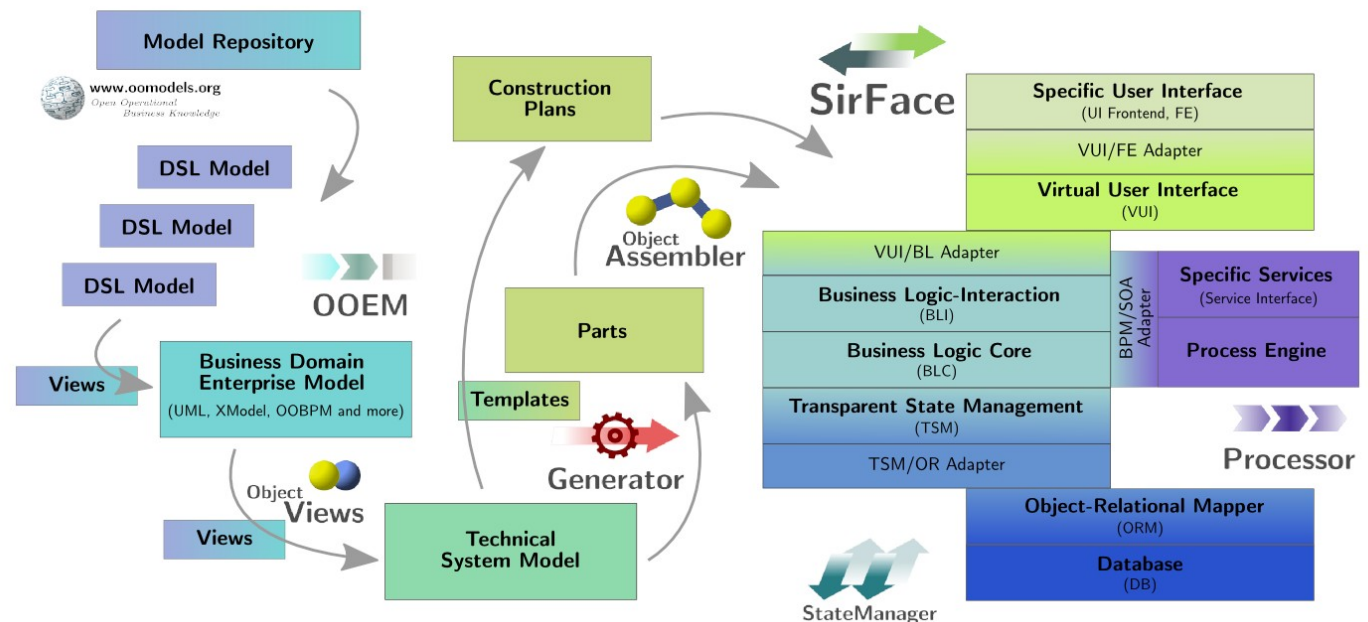 Model Repository
www.oomodels.org
Open Operational
Business Knowledge
DSL Model
DSL Model
DSL Model
OOEM
Views
Business Domain
Enterprise Model
(UML, XModel, OOBPM and more)
Object
Views
Views
Technical
System Model
Construction
Plans
Object
Assembler
Parts
Templates
Generator
SirFace
Specific User Interface
(UI Frontend, FE)
VUI/FE Adapter
Virtual User Interface
(VUI)
VUI/BL Adapter
Business Logic-Interaction
(BLI)
Business Logic Core
(BLC)
Transparent State Management
(TSM)
TSM/OR Adapter
BPM/SOA
Adapter
Specific Services
(Service Interface)
Process Engine
Processor
Object-Relational Mapper
(ORM)
Database
(DB)
StateManager